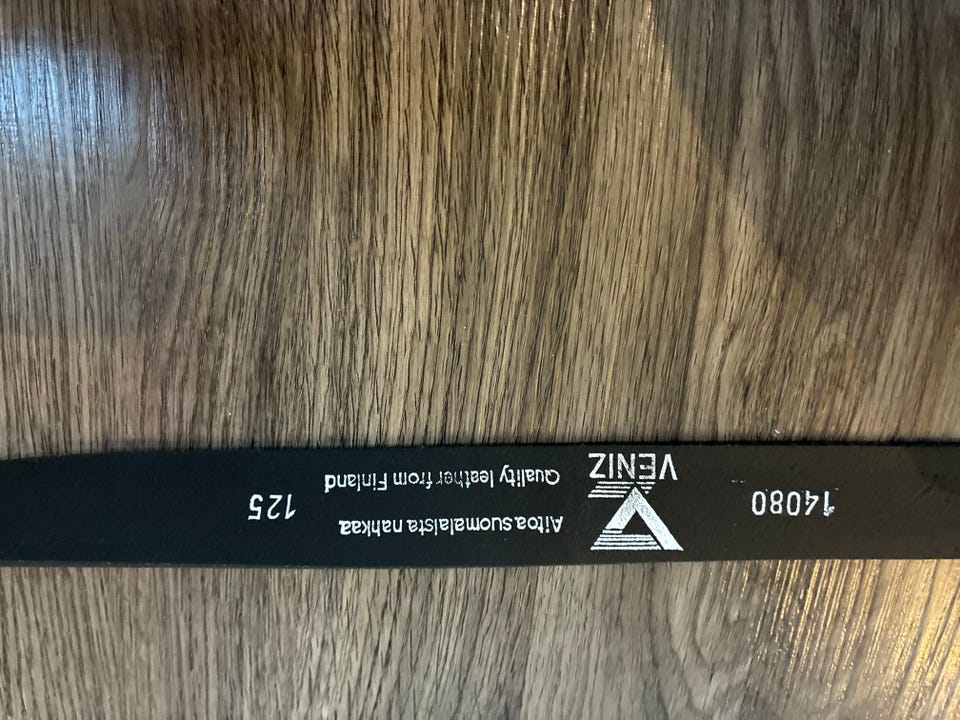 14080
VENIZ
Aitoa suomalaista nahkaa
Quality leather from Finland
125